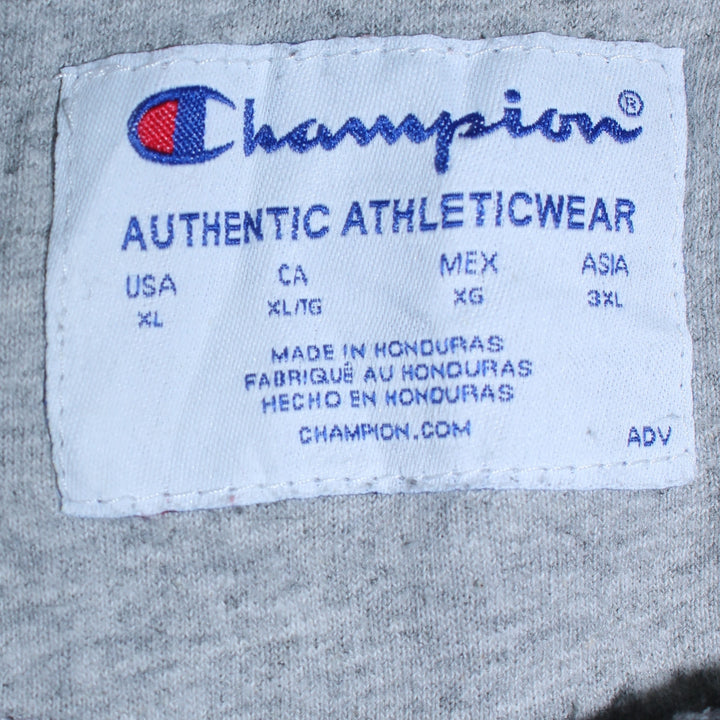 Champion®
AUTHENTIC ATHLETICWEAR
USA CA MEX ASIA
XL XL/TG XG 3XL
MADE IN HONDURAS
FABRIQUÉ AU HONDURAS
HECHO EN HONDURAS
CHAMPION.COM ADV